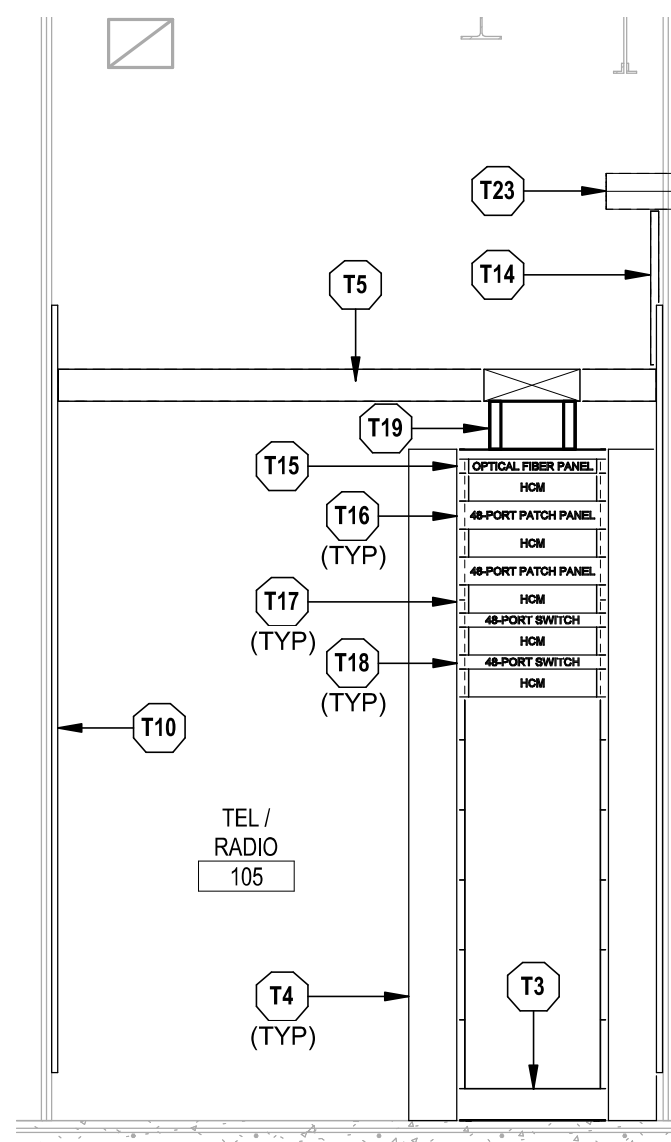 T23
T14
T5
T19
T15
OPTICAL FIBER PANEL
HCM
T16
(TYP)
48-PORT PATCH PANEL
HCM
48-PORT PATCH PANEL
T17
(TYP)
HCM
48-PORT SWITCH
HCM
T18
(TYP)
48-PORT SWITCH
HCM
T10
TEL /
RADIO
105
T4
(TYP)
T3